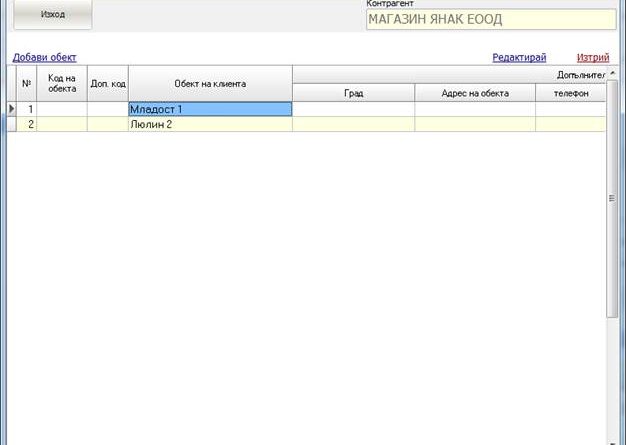 Контрагент
Изход
МАГАЗИН ЯНАК ЕООД
Добави обект Редактирай Изтрий
№ Код на обекта Доп. код Обект на клиента Допълнител
Град Адрес на обекта телефон
1 Младост 1
2 Люлин 2